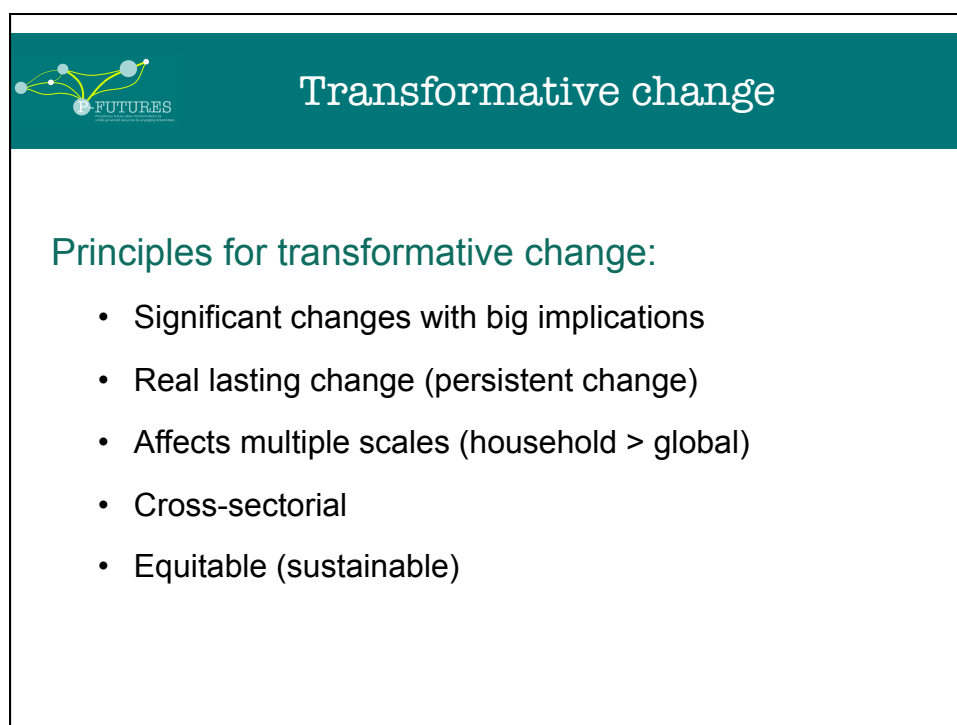 P-FUTURES
Transformative change
Principles for transformative change:
• Significant changes with big implications
• Real lasting change (persistent change)
• Affects multiple scales (household > global)
• Cross-sectorial
• Equitable (sustainable)